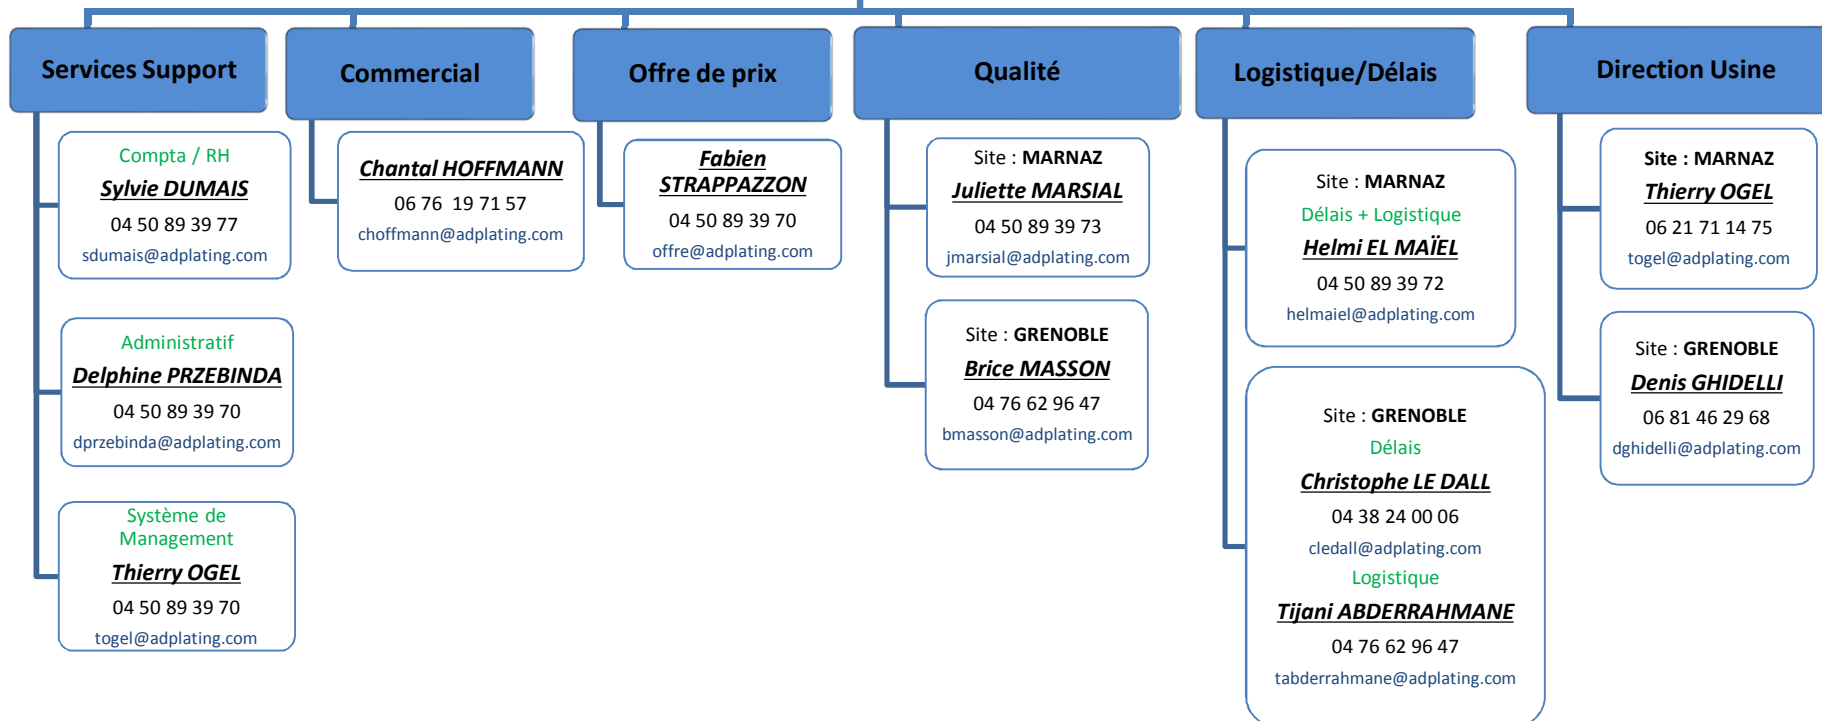 Services Support
Compta / RH
Sylvie DUMAIS
04 50 89 39 77
sdumais@adplating.com
Administratif
Delphine PRZEBINDA
04 50 89 39 70
dprzebinda@adplating.com
Système de
Management
Thierry OGEL
04 50 89 39 70
togel@adplating.com
Commercial
Chantal HOFFMANN
06 76  19 71 57
choffmann@adplating.com
Offre de prix
Fabien
STRAPPAZZON
04 50 89 39 70
offre@adplating.com
Qualité
Site : MARNAZ
Juliette MARSIAL
04 50 89 39 73
jmarsial@adplating.com
Site : GRENOBLE
Brice MASSON
04 76 62 96 47
bmasson@adplating.com
Logistique/Délais
Site : MARNAZ
Délais + Logistique
Helmi EL MAÏEL
04 50 89 39 72
helmaiel@adplating.com
Site : GRENOBLE
Délais
Christophe LE DALL
04 38 24 00 06
cledall@adplating.com
Logistique
Tijani ABDERRAHMANE
04 76 62 96 47
tabderrahmane@adplating.com
Direction Usine
Site : MARNAZ
Thierry OGEL
06 21 71 14 75
togel@adplating.com
Site : GRENOBLE
Denis GHIDELLI
06 81 46 29 68
dghidelli@adplating.com